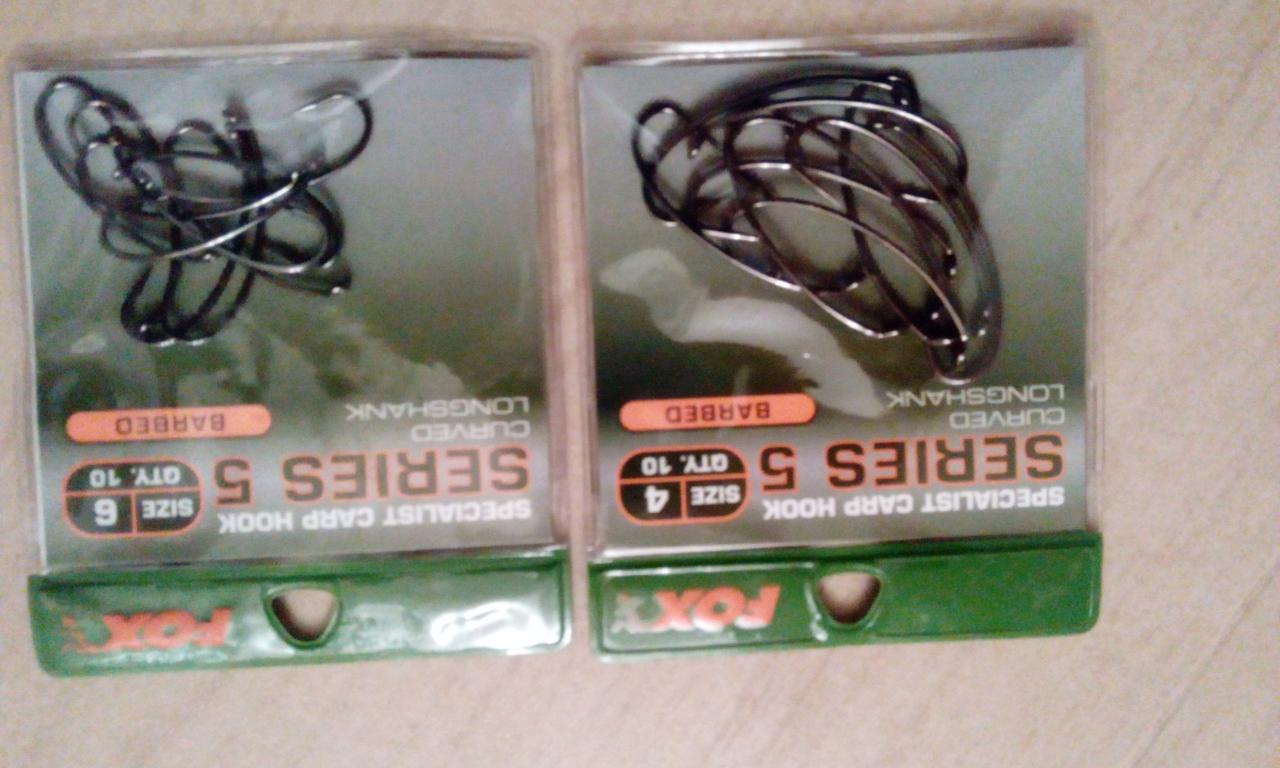 FOX
SPECIALIST CARP HOOK
SERIES 5
SIZE 4
QTY. 10
CURVED
LONGSHANK
BARBED
FOX
SPECIALIST CARP HOOK
SERIES 5
SIZE 6
QTY. 10
CURVED
LONGSHANK
BARBED